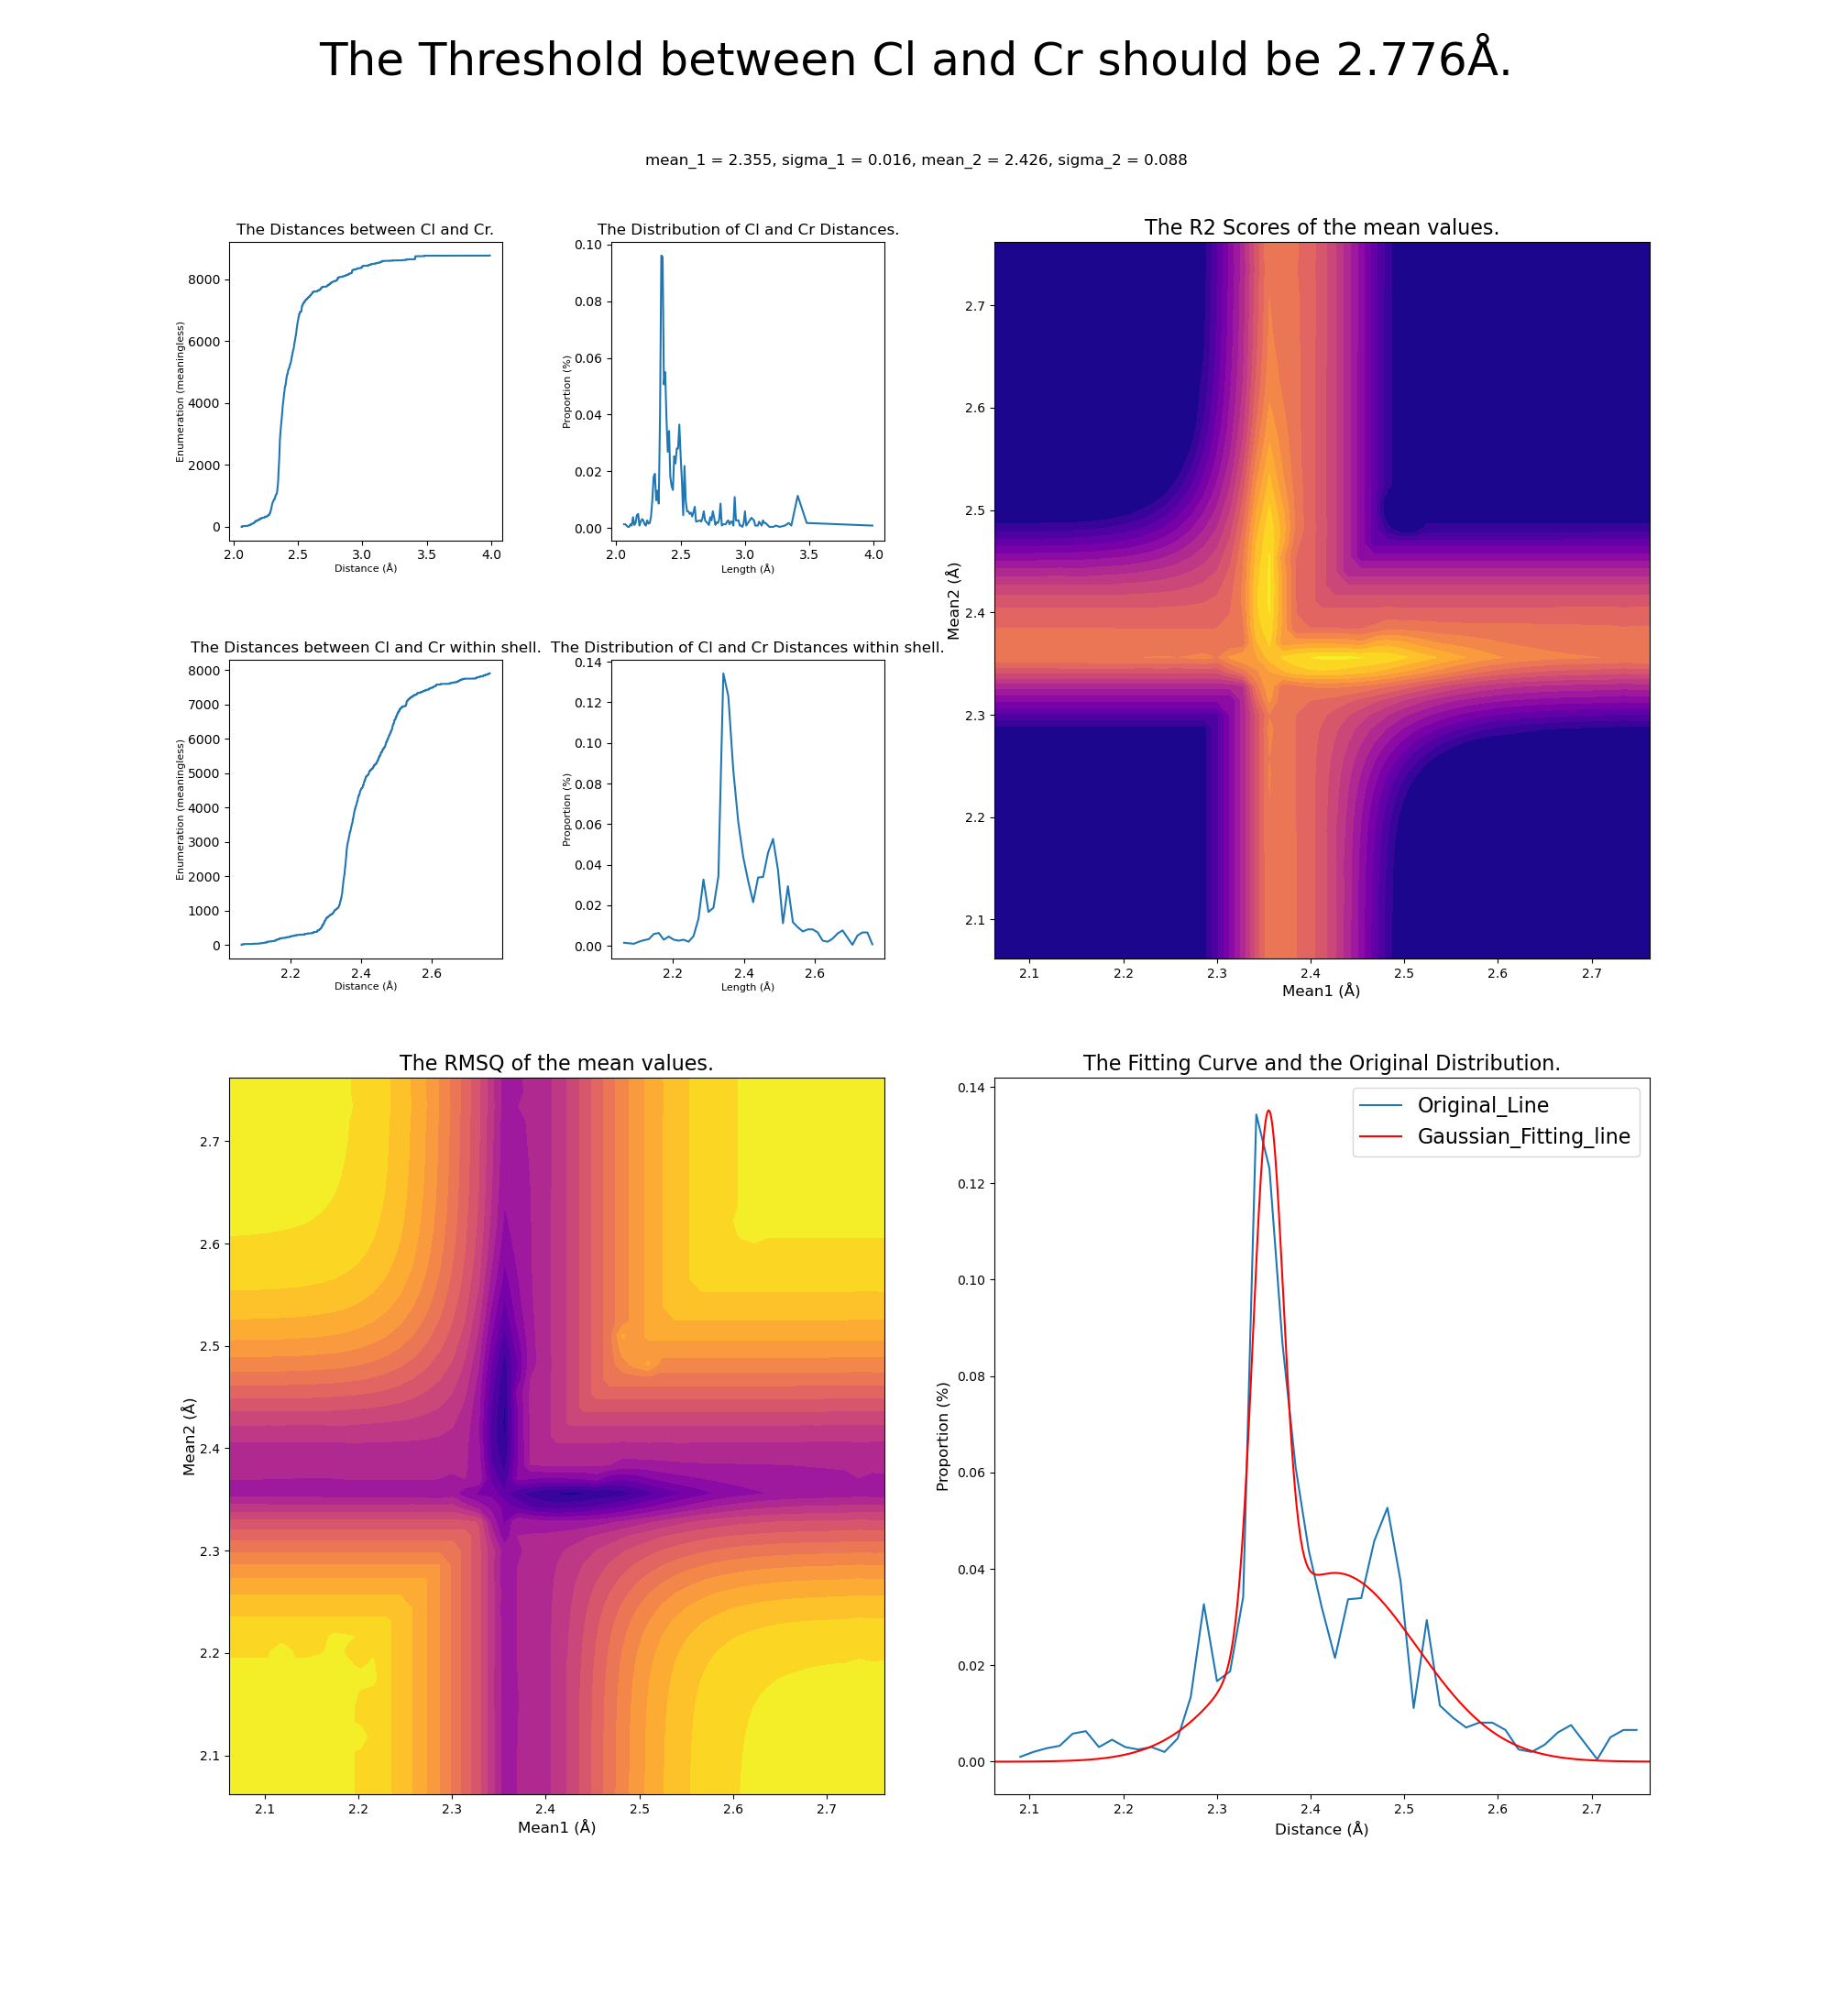 The Threshold between Cl and Cr should be 2.776Å.
mean_1 = 2.355, sigma_1 = 0.016, mean_2 = 2.426, sigma_2 = 0.088
The Distances between Cl and Cr.
Enumeration (meaningless)
8000
6000
4000
2000
0
2.0 2.5 3.0 3.5 4.0
Distance (Å)
The Distribution of Cl and Cr Distances.
Proportion (%)
0.10
0.08
0.06
0.04
0.02
0.00
2.0 2.5 3.0 3.5 4.0
Length (Å)
The R2 Scores of the mean values.
Mean2 (Å)
2.7
2.6
2.5
2.4
2.3
2.2
2.1
2.1 2.2 2.3 2.4 2.5 2.6 2.7
Mean1 (Å)
The Distances between Cl and Cr within shell.
Enumeration (meaningless)
8000
7000
6000
5000
4000
3000
2000
1000
0
2.2 2.4 2.6
Distance (Å)
The Distribution of Cl and Cr Distances within shell.
Proportion (%)
0.14
0.12
0.10
0.08
0.06
0.04
0.02
0.00
2.2 2.4 2.6
Length (Å)
The RMSQ of the mean values.
Mean2 (Å)
2.7
2.6
2.5
2.4
2.3
2.2
2.1
2.1 2.2 2.3 2.4 2.5 2.6 2.7
Mean1 (Å)
The Fitting Curve and the Original Distribution.
Original_Line
Gaussian_Fitting_line
Proportion (%)
0.14
0.12
0.10
0.08
0.06
0.04
0.02
0.00
2.1 2.2 2.3 2.4 2.5 2.6 2.7
Distance (Å)